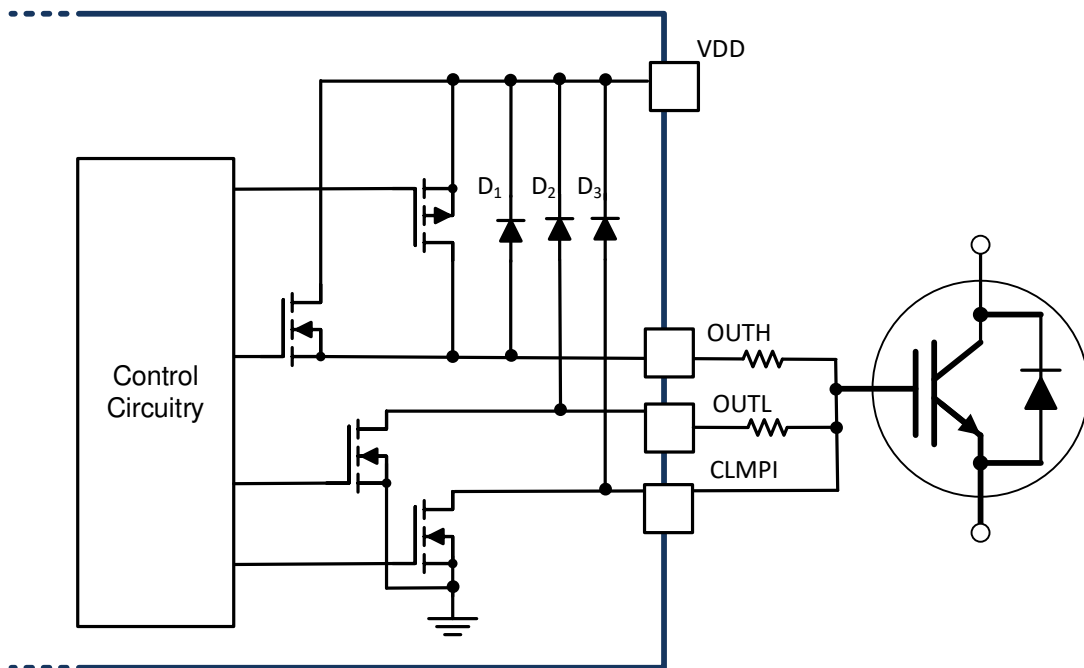 VDD
D₁ D₂ D₃
OUTH
Control
Circuitry
OUTL
CLMPI